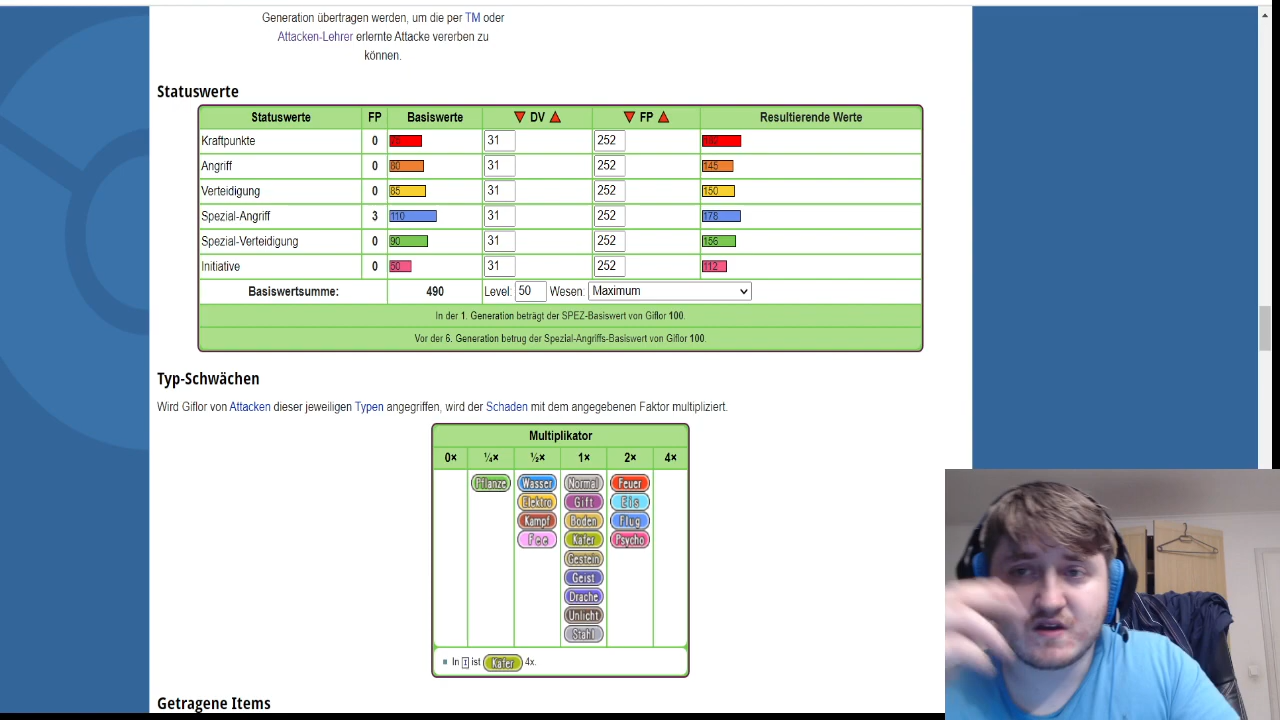 Generation übertragen werden, um die per TM oder
Attacken-Lehrer erlernte Attacke vererben zu
können.
Statuswerte
Statuswerte FP Basiswerte ▼ DV ▲ ▼ FP ▲ Resultierende Werte
Kraftpunkte 0 75 31 252 182
Angriff 0 80 31 252 145
Verteidigung 0 85 31 252 150
Spezial-Angriff 3 110 31 252 178
Spezial-Verteidigung 0 90 31 252 156
Initiative 0 50 31 252 112
Basiswertsumme: 490 Level: 50 Wesen: Maximum
In der 1. Generation beträgt der SPEZ-Basiswert von Giflor 100.
Vor der 6. Generation betrug der Spezial-Angriffs-Basiswert von Giflor 100.
Typ-Schwächen
Wird Giflor von Attacken dieser jeweiligen Typen angegriffen, wird der Schaden mit dem angegebenen Faktor multipliziert.
Multiplikator
0× ¼× ½× 1× 2× 4×
Pflanze Wasser Normal Feuer
Elektro Gift Eis
Kampf Boden Flug
Fee Käfer Psycho
Gestein
Geist
Drache
Unlicht
Stahl
In I ist Käfer 4x.
Getragene Items